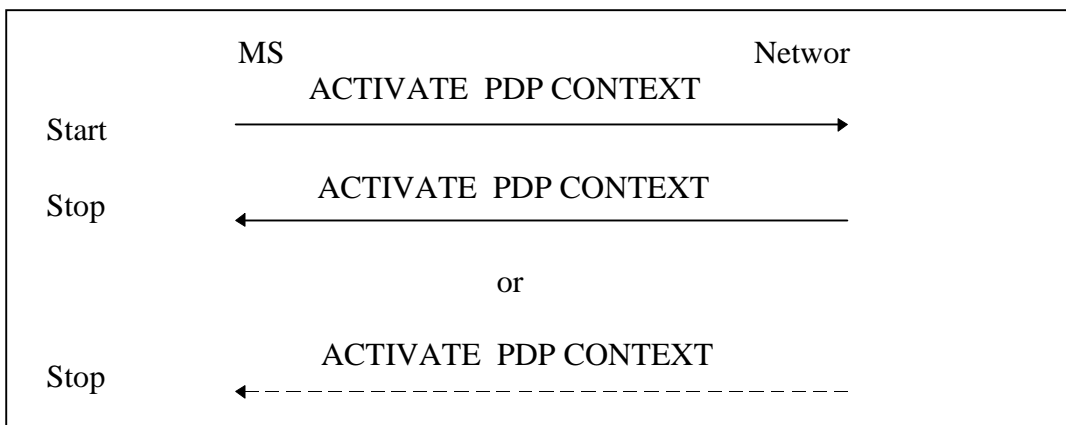 MS Networ
ACTIVATE PDP CONTEXT
Start
ACTIVATE PDP CONTEXT
Stop
or
ACTIVATE PDP CONTEXT
Stop